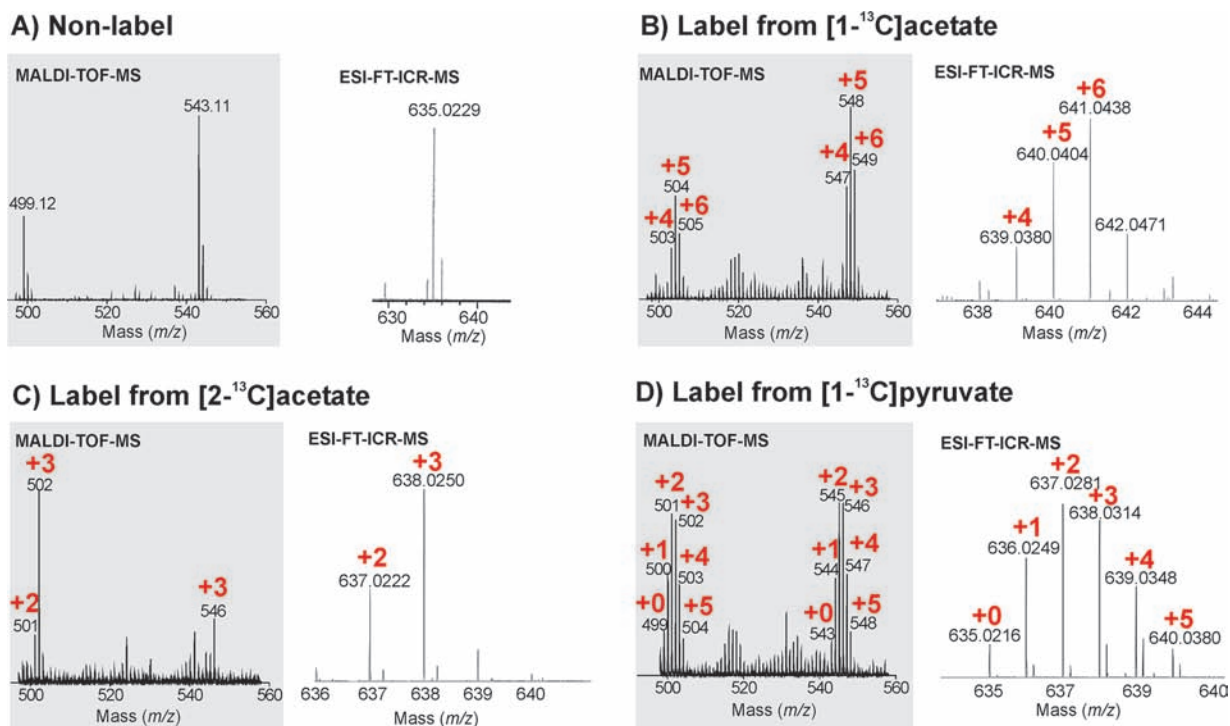 A) Non-label
MALDI-TOF-MS
543.11
499.12
500 520 540 560
Mass (m/z)
ESI-FT-ICR-MS
635.0229
630 640
Mass (m/z)
B) Label from [1-¹³C]acetate
MALDI-TOF-MS
+5
548
+6
+4
549
547
+5
504
+6
+4
505
503
500 520 540 560
Mass (m/z)
ESI-FT-ICR-MS
+6
641.0438
+5
640.0404
+4
639.0380
642.0471
638 640 642 644
Mass (m/z)
C) Label from [2-¹³C]acetate
MALDI-TOF-MS
+3
502
+2
501
+3
546
500 520 540 560
Mass (m/z)
ESI-FT-ICR-MS
+3
638.0250
+2
637.0222
636 637 638 639 640
Mass (m/z)
D) Label from [1-¹³C]pyruvate
MALDI-TOF-MS
+2
501
+3
502
+1
500
+4
503
+0
499
+5
504
+2
545
+3
546
+1
544
+4
547
+0
543
+5
548
500 520 540 560
Mass (m/z)
ESI-FT-ICR-MS
+2
637.0281
+3
638.0314
+1
636.0249
+4
639.0348
+0
635.0216
+5
640.0380
635 637 639 640
Mass (m/z)